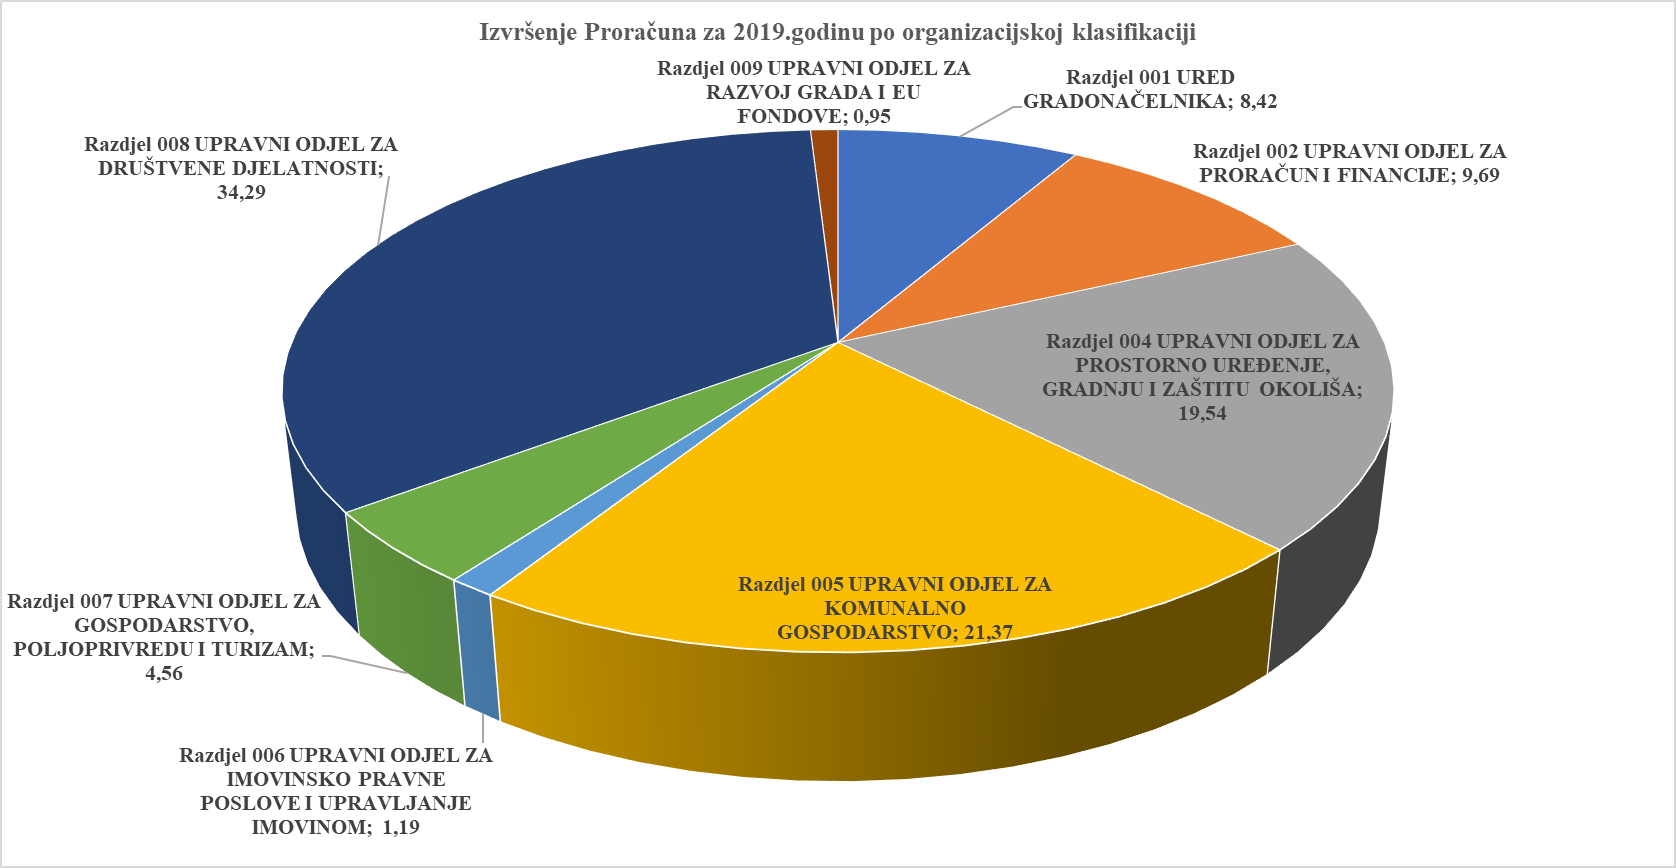 Izvršenje Proračuna za 2019.godinu po organizacijskoj klasifikaciji
Razdjel 009 UPRAVNI ODJEL ZA
RAZVOJ GRADA I EU
FONDOVE; 0,95
Razdjel 001 URED
GRADONAČELNIKA; 8,42
Razdjel 002 UPRAVNI ODJEL ZA
PRORAČUN I FINANCIJE; 9,69
Razdjel 008 UPRAVNI ODJEL ZA
DRUŠTVENE DJELATNOSTI;
34,29
Razdjel 004 UPRAVNI ODJEL ZA
PROSTORNO UREĐENJE,
GRADNJU I ZAŠTITU OKOLIŠA;
19,54
Razdjel 005 UPRAVNI ODJEL ZA
KOMUNALNO
GOSPODARSTVO; 21,37
Razdjel 007 UPRAVNI ODJEL ZA
GOSPODARSTVO,
POLJOPRIVREDU I TURIZAM;
4,56
Razdjel 006 UPRAVNI ODJEL ZA
IMOVINSKO PRAVNE
POSLOVE I UPRAVLJANJE
IMOVINOM; 1,19